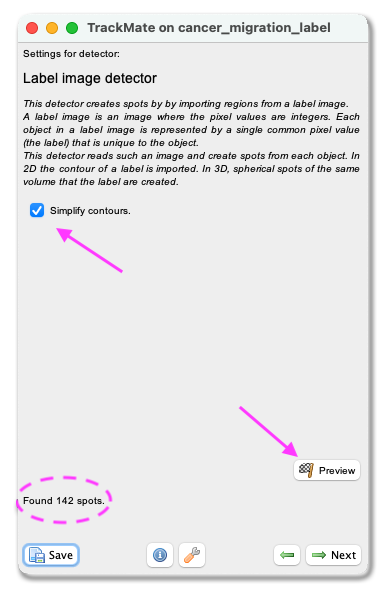 TrackMate on cancer_migration_label
Settings for detector:
Label image detector
This detector creates spots by by importing regions from a label image.
A label image is an image where the pixel values are integers. Each
object in a label image is represented by a single common pixel value
(the label) that is unique to the object.
This detector reads such an image and create spots from each object. In
2D the contour of a label is imported. In 3D, spherical spots of the same
volume that the label are created.
Simplify contours.
Preview
Found 142 spots.
Save
Next